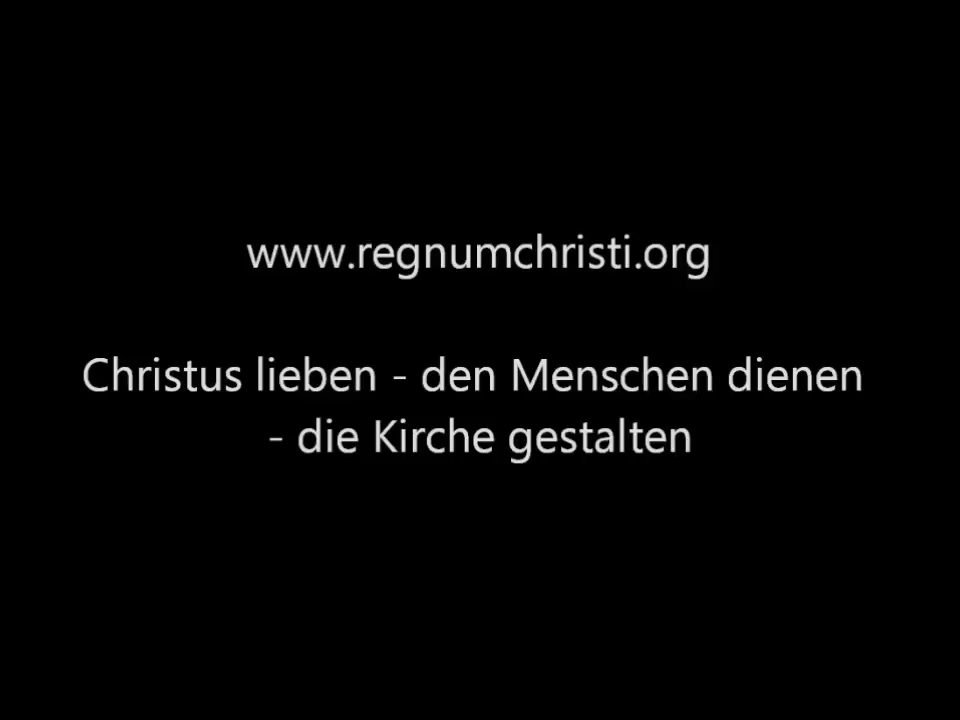 www.regnumchristi.org
Christus lieben - den Menschen dienen
- die Kirche gestalten